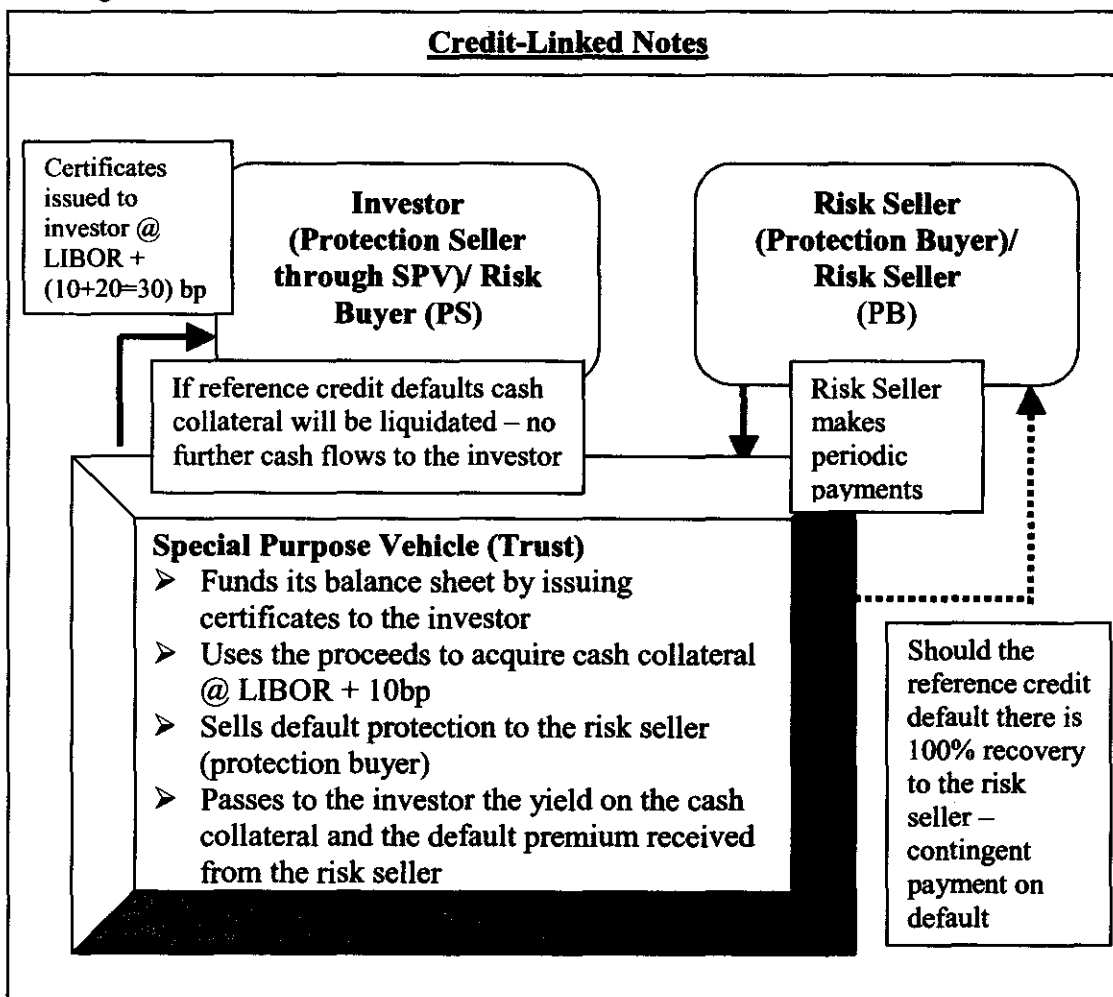 Credit-Linked Notes
Certificates
issued to
investor @
LIBOR +
(10+20=30) bp
Investor
(Protection Seller
through SPV)/ Risk
Buyer (PS)
Risk Seller
(Protection Buyer)/
Risk Seller
(PB)
If reference credit defaults cash
collateral will be liquidated – no
further cash flows to the investor
Risk Seller
makes
periodic
payments
Special Purpose Vehicle (Trust)
➤ Funds its balance sheet by issuing
certificates to the investor
➤ Uses the proceeds to acquire cash collateral
@ LIBOR + 10bp
➤ Sells default protection to the risk seller
(protection buyer)
➤ Passes to the investor the yield on the cash
collateral and the default premium received
from the risk seller
Should the
reference credit
default there is
100% recovery
to the risk
seller –
contingent
payment on
default